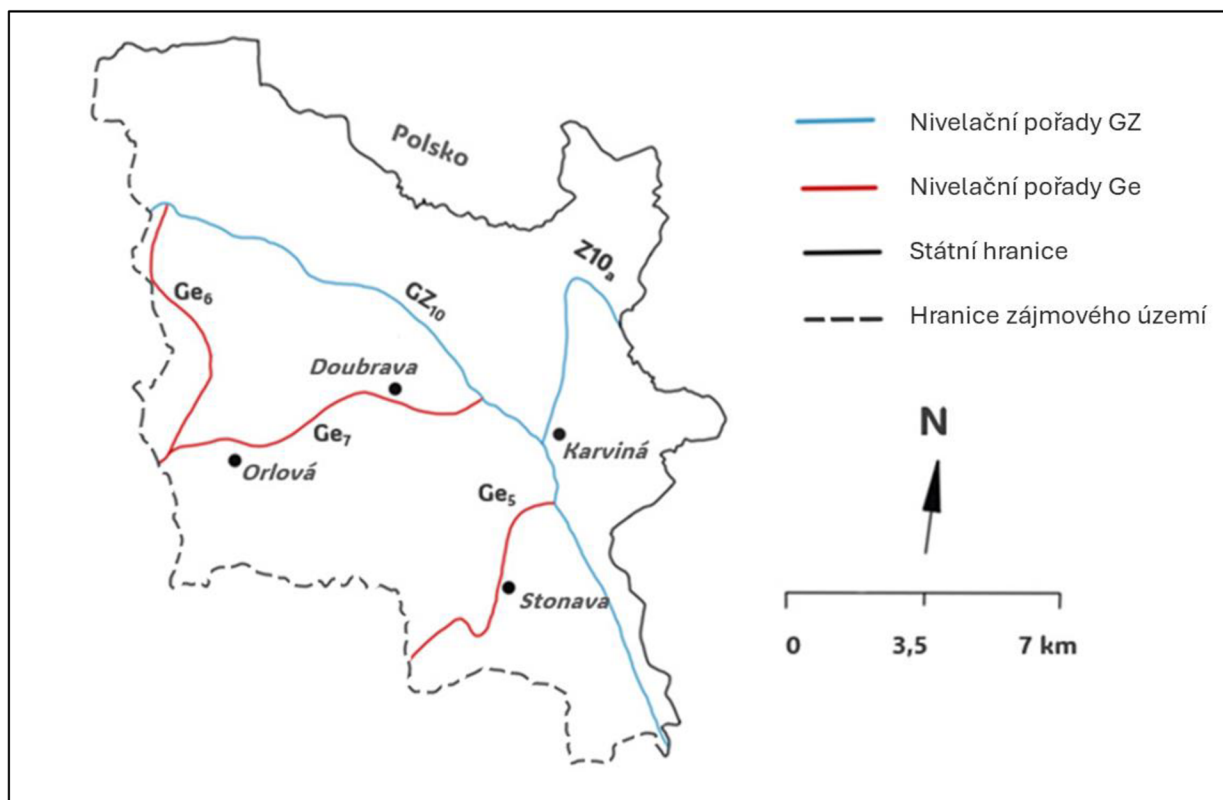 Polsko
Nivelační pořady GZ
Nivelační pořady Ge
Státní hranice
Hranice zájmového území
Z10a
Ge6
GZ10
Doubrava
Ge7
Orlová
Karviná
Ge5
Stonava
N
0 3,5 7 km